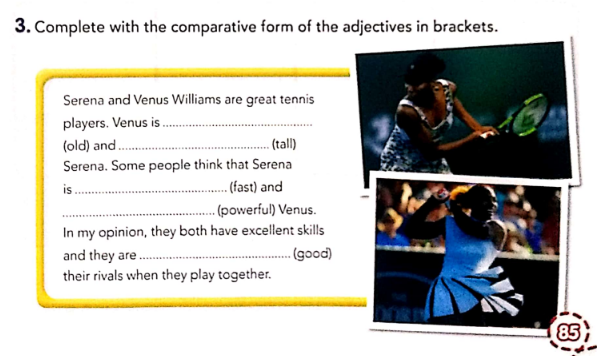 3. Complete with the comparative form of the adjectives in brackets.
Serena and Venus Williams are great tennis
players. Venus is ........................................
(old) and ........................................ (tall)
Serena. Some people think that Serena
is ........................................ (fast) and
........................................ (powerful) Venus.
In my opinion, they both have excellent skills
and they are ........................................ (good)
their rivals when they play together.
85